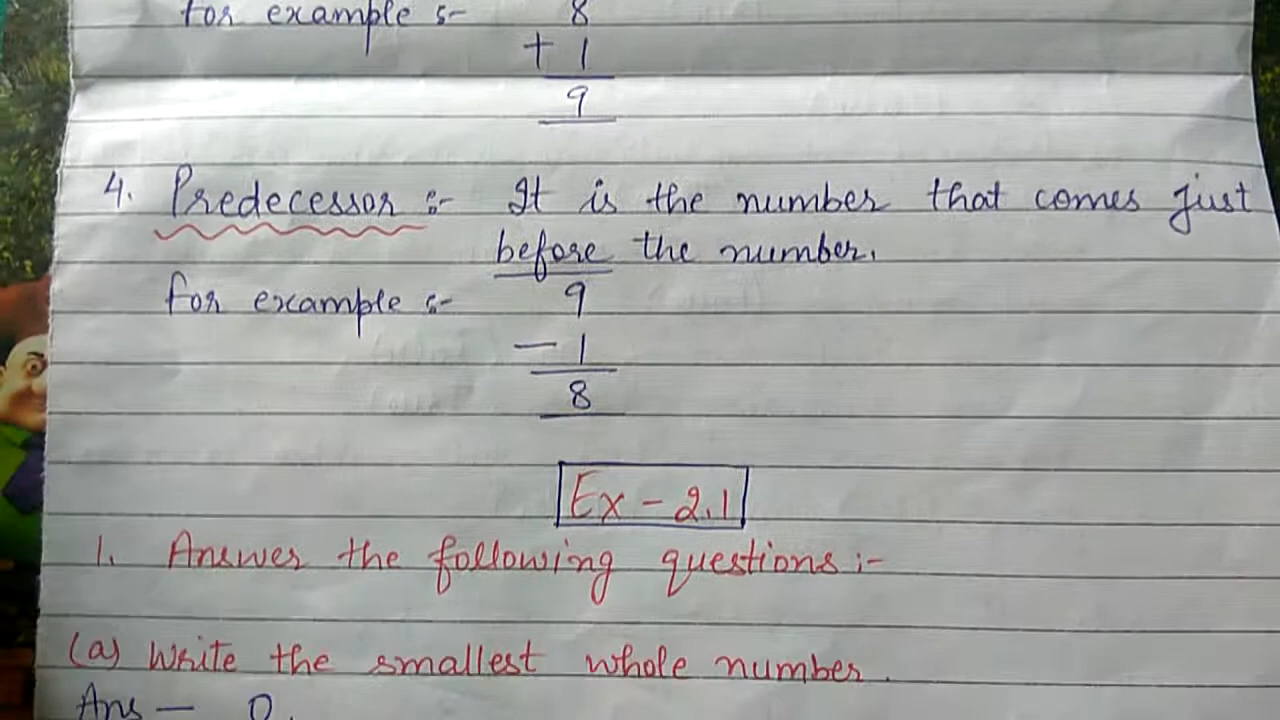 for example :- 8
+ 1
9
4. Predecessor :- It is the number that comes just
before the number.
for example :- 9
- 1
8
Ex - 2.1
1. Answer the following questions :-
(a) Write the smallest whole number.
Ans - 0.